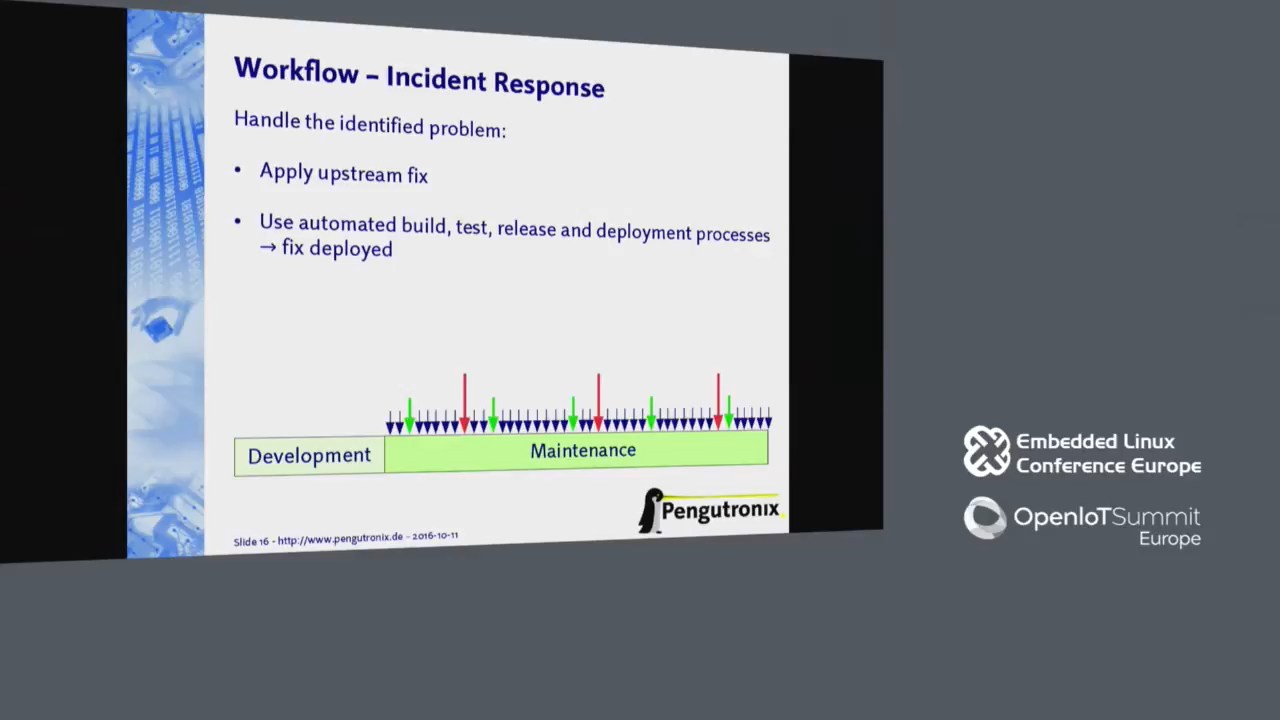 Workflow – Incident Response
Handle the identified problem:
• Apply upstream fix
• Use automated build, test, release and deployment processes
→ fix deployed
Development
Maintenance
Pengutronix
Slide 16 - http://www.pengutronix.de - 2016-10-11
Embedded Linux
Conference Europe
OpenIoTSummit
Europe